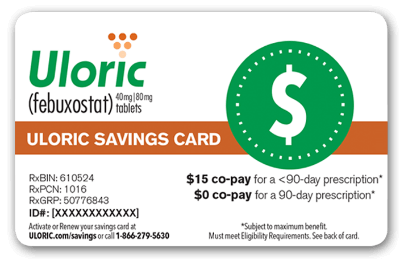 Uloric
(febuxostat) 40mg|80mg tablets
ULORIC SAVINGS CARD
$
$15 co-pay for a <90-day prescription*
$0 co-pay for a 90-day prescription*
RxBIN: 610524
RxPCN: 1016
RxGRP: 50776843
ID#: [XXXXXXXXXXXX]
Activate or Renew your savings card at
ULORIC.com/savings or call 1-866-279-5630
*Subject to maximum benefit.
Must meet Eligibility Requirements. See back of card.